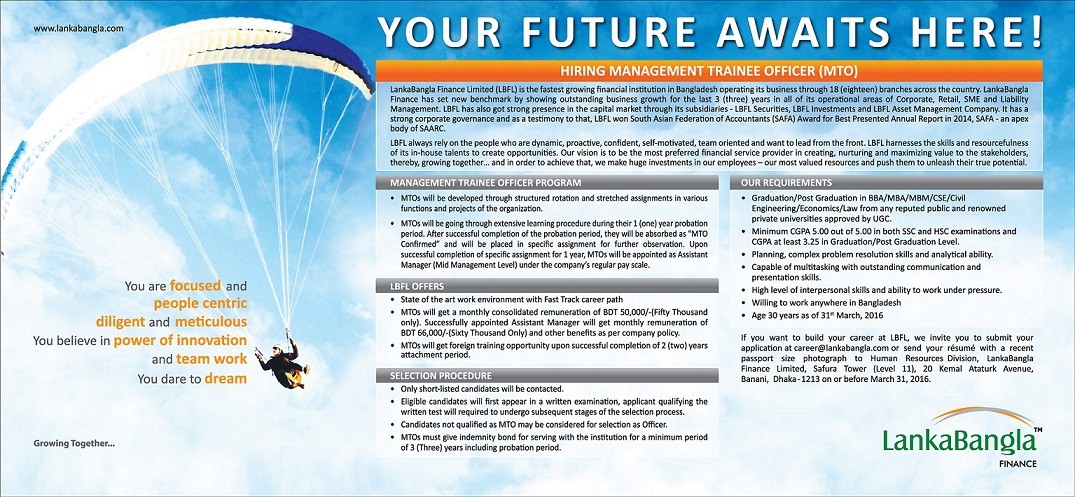 www.lankabangla.com
YOUR FUTURE AWAITS HERE!
HIRING MANAGEMENT TRAINEE OFFICER (MTO)
LankaBangla Finance Limited (LBFL) is the fastest growing financial institution in Bangladesh operating its business through 18 (eighteen) branches across the country. LankaBangla
Finance has set new benchmark by showing outstanding business growth for the last 3 (three) years in all of its operational areas of Corporate, Retail, SME and Liability
Management. LBFL has also got strong presence in the capital market through its subsidiaries - LBFL Securities, LBFL Investments and LBFL Asset Management Company. It has a
strong corporate governance and as a testimony to that, LBFL won South Asian Federation of Accountants (SAFA) Award for Best Presented Annual Report in 2014, SAFA - an apex
body of SAARC.
LBFL always rely on the people who are dynamic, proactive, confident, self-motivated, team oriented and want to lead from the front. LBFL harnesses the skills and resourcefulness
of its in-house talents to create opportunities. Our vision is to be the most preferred financial service provider in creating, nurturing and maximizing value to the stakeholders,
thereby, growing together... and in order to achieve that, we make huge investments in our employees – our most valued resources and push them to unleash their true potential.
MANAGEMENT TRAINEE OFFICER PROGRAM
• MTOs will be developed through structured rotation and stretched assignments in various
functions and projects of the organization.
• MTOs will be going through extensive learning procedure during their 1 (one) year probation
period. After successful completion of the probation period, they will be absorbed as "MTO
Confirmed" and will be placed in specific assignment for further observation. Upon
successful completion of specific assignment for 1 year, MTOs will be appointed as Assistant
Manager (Mid Management Level) under the company's regular pay scale.
LBFL OFFERS
• State of the art work environment with Fast Track career path
• MTOs will get a monthly consolidated remuneration of BDT 50,000/-(Fifty Thousand
only). Successfully appointed Assistant Manager will get monthly remuneration of
BDT 66,000/-(Sixty Thousand Only) and other benefits as per company policy.
• MTOs will get foreign training opportunity upon successful completion of 2 (two) years
attachment period.
SELECTION PROCEDURE
• Only short-listed candidates will be contacted.
• Eligible candidates will first appear in a written examination, applicant qualifying the
written test will required to undergo subsequent stages of the selection process.
• Candidates not qualified as MTO may be considered for selection as Officer.
• MTOs must give indemnity bond for serving with the institution for a minimum period
of 3 (Three) years including probation period.
OUR REQUIREMENTS
• Graduation/Post Graduation in BBA/MBA/MBM/CSE/Civil
Engineering/Economics/Law from any reputed public and renowned
private universities approved by UGC.
• Minimum CGPA 5.00 out of 5.00 in both SSC and HSC examinations and
CGPA at least 3.25 in Graduation/Post Graduation Level.
• Planning, complex problem resolution skills and analytical ability.
• Capable of multitasking with outstanding communication and
presentation skills.
• High level of interpersonal skills and ability to work under pressure.
• Willing to work anywhere in Bangladesh
• Age 30 years as of 31st March, 2016
If you want to build your career at LBFL, we invite you to submit your
application at career@lankabangla.com or send your résumé with a recent
passport size photograph to Human Resources Division, LankaBangla
Finance Limited, Safura Tower (Level 11), 20 Kemal Ataturk Avenue,
Banani, Dhaka-1213 on or before March 31, 2016.
You are focused and
people centric
diligent and meticulous
You believe in power of innovation
and team work
You dare to dream
Growing Together...
LankaBangla™
FINANCE